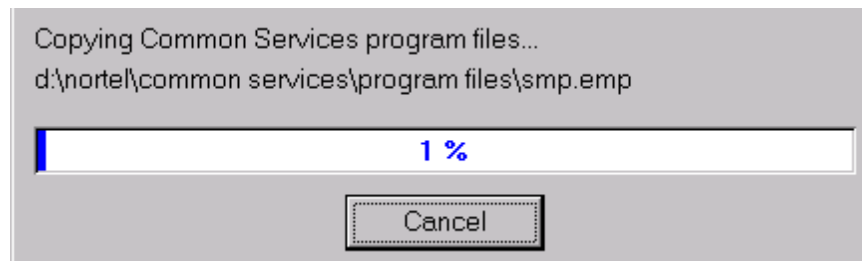 Copying Common Services program files...
d:\nortel\common services\program files\smp.emp
1 %
Cancel